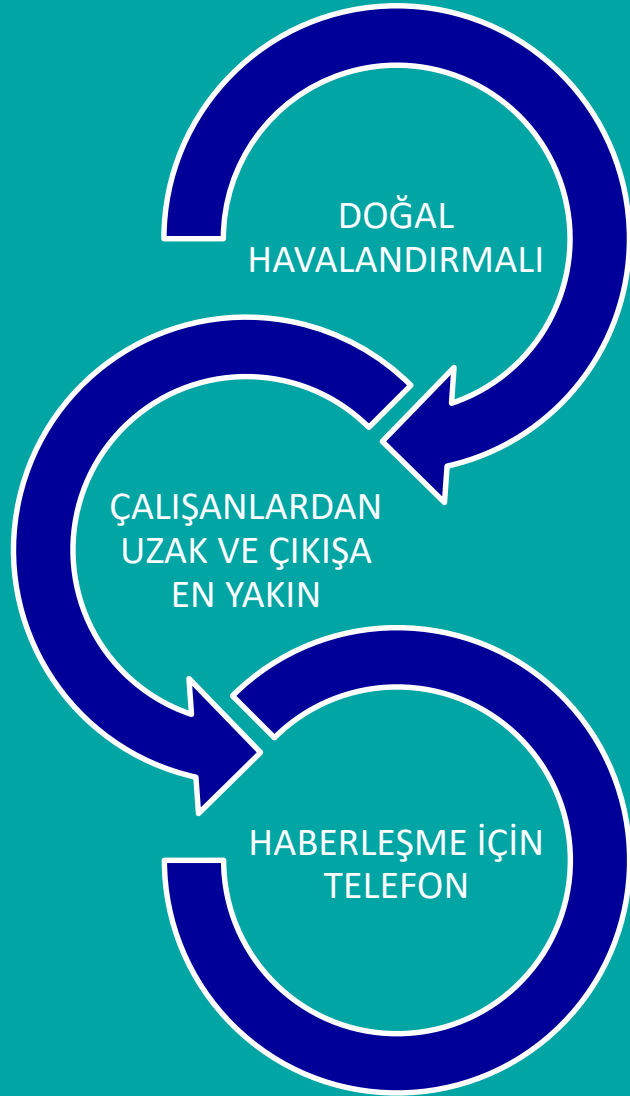 DOĞAL
HAVALANDIRMALI
ÇALIŞANLARDAN
UZAK VE ÇIKIŞA
EN YAKIN
HABERLEŞME İÇİN
TELEFON